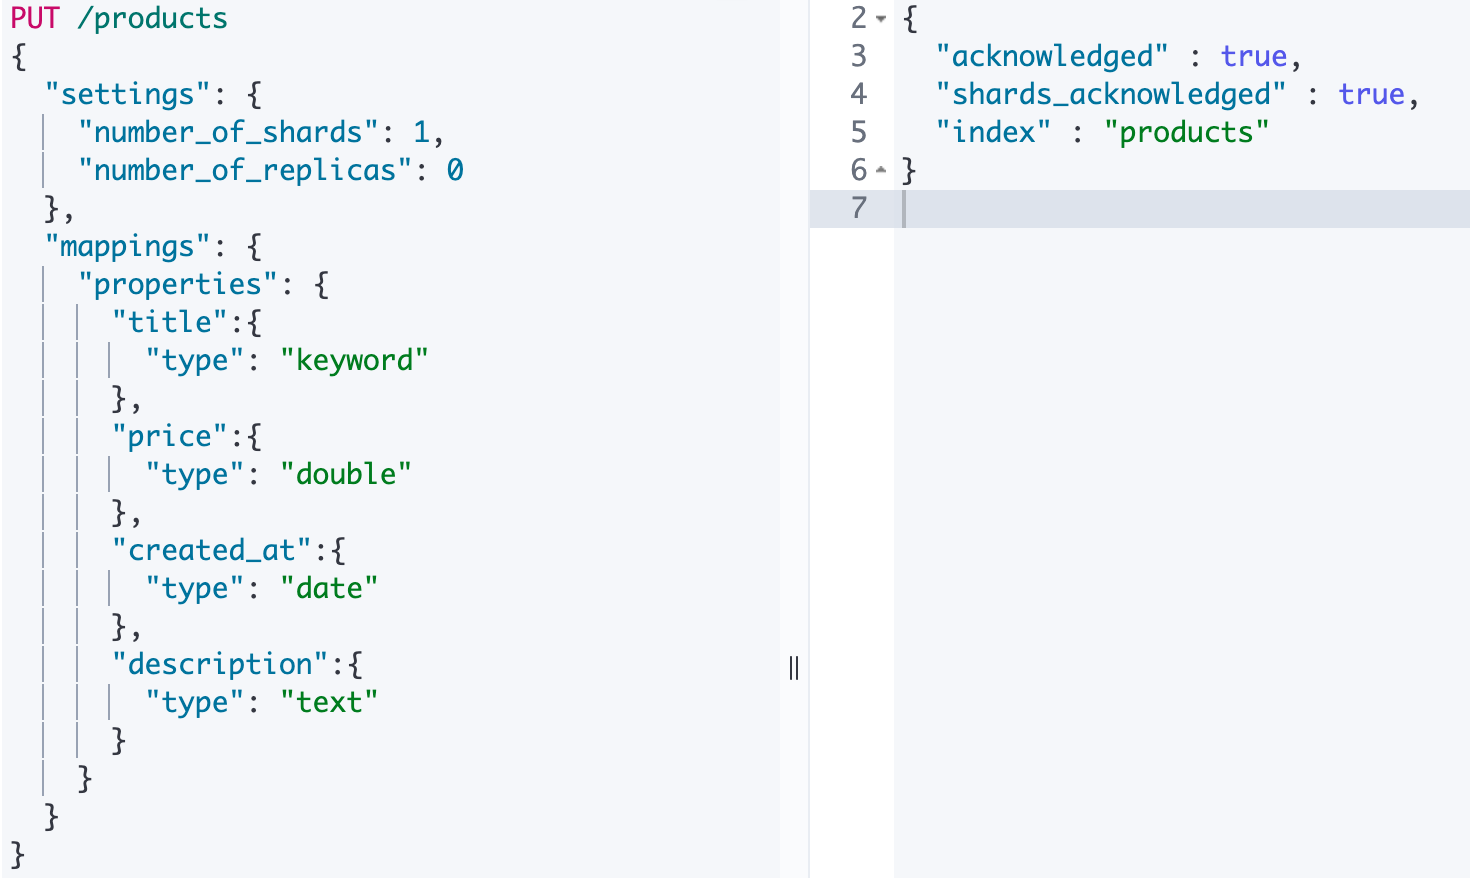 PUT /products
{
  "settings": {
    "number_of_shards": 1,
    "number_of_replicas": 0
  },
  "mappings": {
    "properties": {
      "title":{
        "type": "keyword"
      },
      "price":{
        "type": "double"
      },
      "created_at":{
        "type": "date"
      },
      "description":{
        "type": "text"
      }
    }
  }
}
2 {
3   "acknowledged" : true,
4   "shards_acknowledged" : true,
5   "index" : "products"
6 }
7